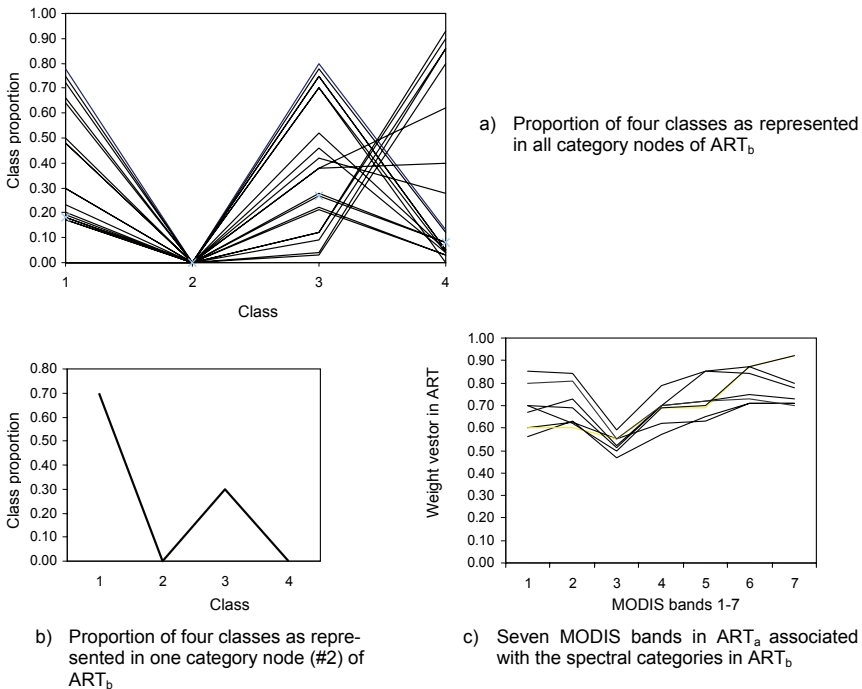 1.00
0.90
0.80
0.70
0.60
0.50
0.40
0.30
0.20
0.10
0.00
Class proportion
1 2 3 4
Class
a) Proportion of four classes as represented
in all category nodes of ARTb
0.80
0.70
0.60
0.50
0.40
0.30
0.20
0.10
0.00
Class proportion
1 2 3 4
Class
b) Proportion of four classes as repre-
sented in one category node (#2) of
ARTb
1.00
0.90
0.80
0.70
0.60
0.50
0.40
0.30
0.20
0.10
0.00
Weight vestor in ART
1 2 3 4 5 6 7
MODIS bands 1-7
c) Seven MODIS bands in ARTa associated
with the spectral categories in ARTb